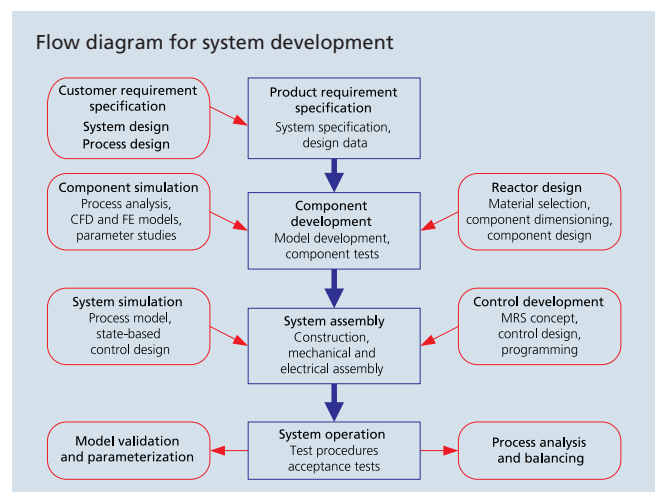 Flow diagram for system development
Customer requirement
specification
System design
Process design
Product requirement
specification
System specification,
design data
Component simulation
Process analysis,
CFD and FE models,
parameter studies
Component
development
Model development,
component tests
Reactor design
Material selection,
component dimensioning,
component design
System simulation
Process model,
state-based
control design
System assembly
Construction,
mechanical and
electrical assembly
Control development
MRS concept,
control design,
programming
Model validation
and parameterization
System operation
Test procedures
acceptance tests
Process analysis
and balancing